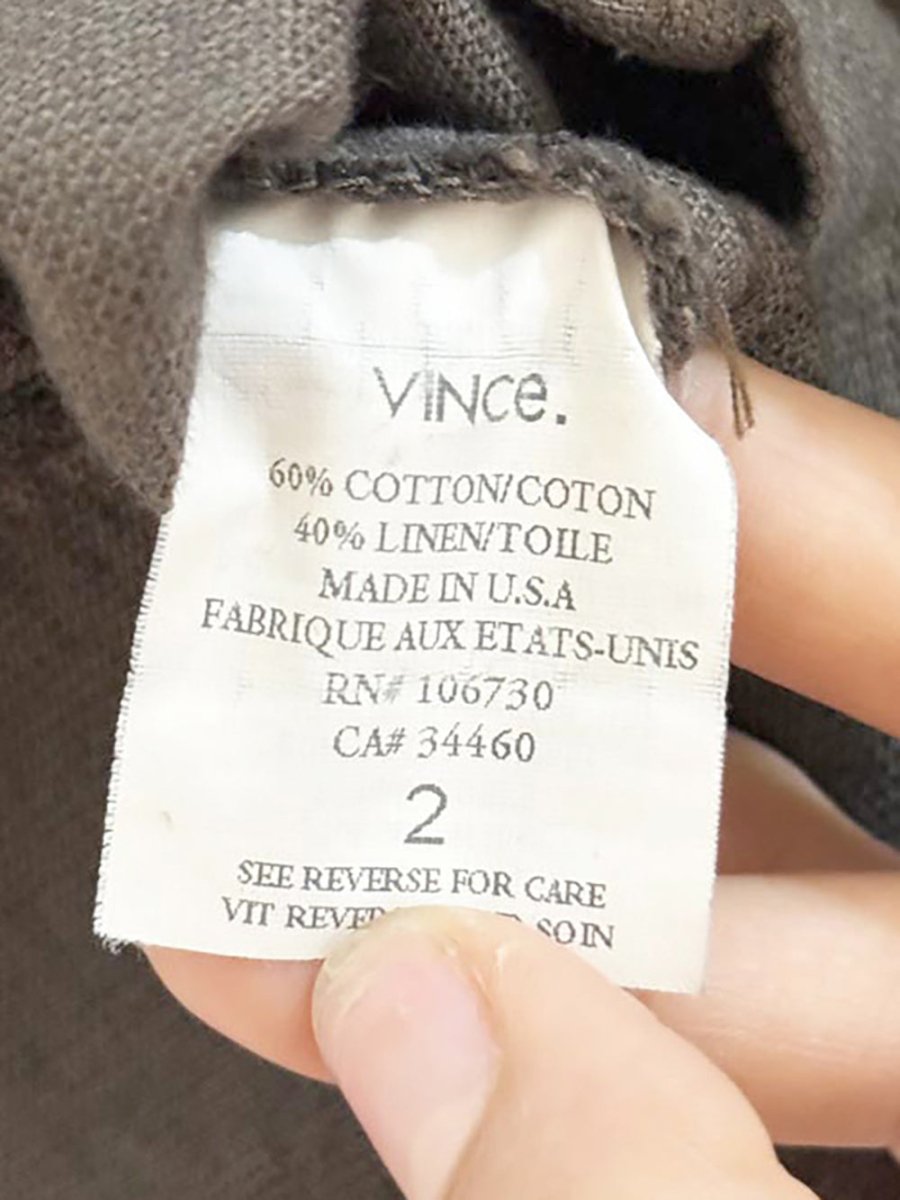 VINCe.
60% COTTON/COTON
40% LINEN/TOILE
MADE IN U.S.A
FABRIQUE AUX ETATS-UNIS
RN# 106730
CA# 34460
2
SEE REVERSE FOR CARE
VIT SOIN